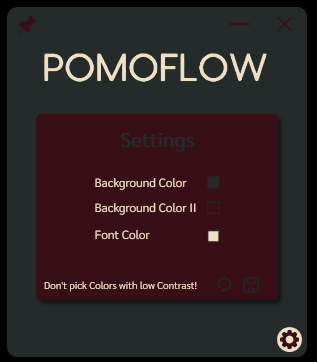 POMOFLOW
Settings
Background Color
Background Color II
Font Color
Don't pick Colors with low Contrast!